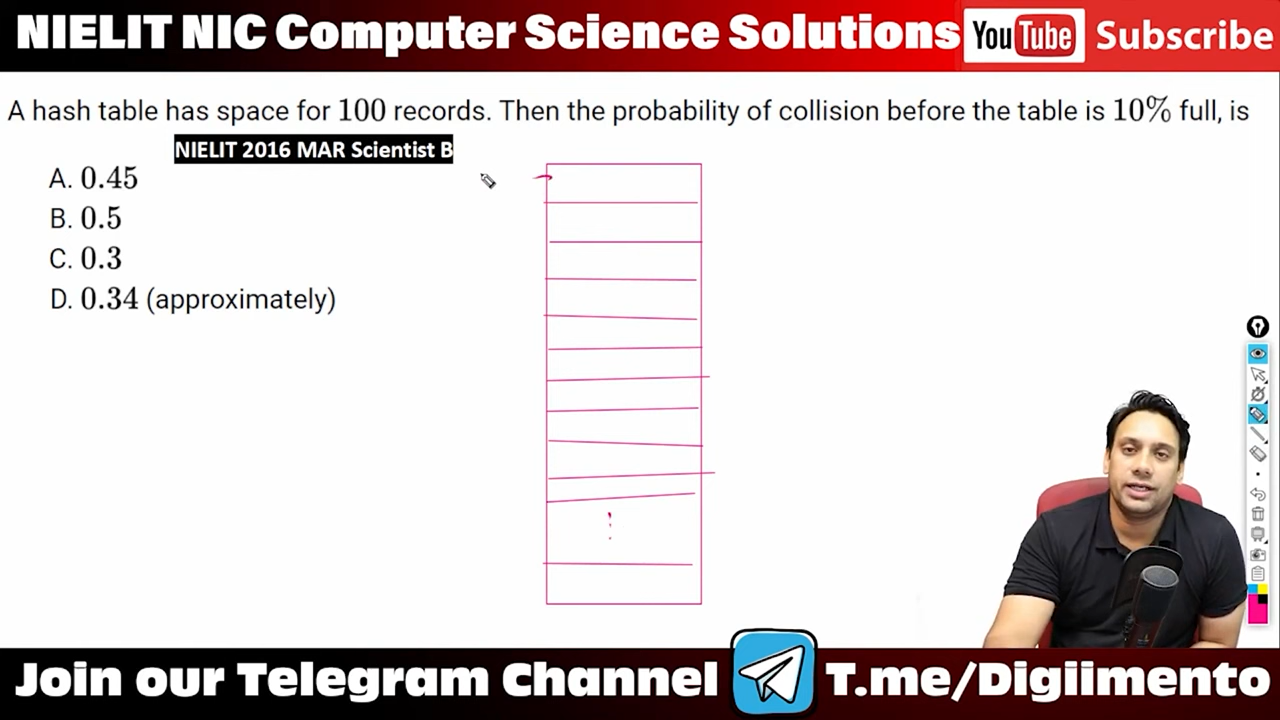 NIELIT NIC Computer Science Solutions YouTube Subscribe
A hash table has space for 100 records. Then the probability of collision before the table is 10% full, is
NIELIT 2016 MAR Scientist B
A. 0.45
B. 0.5
C. 0.3
D. 0.34 (approximately)
Join our Telegram Channel T.me/Digiimento